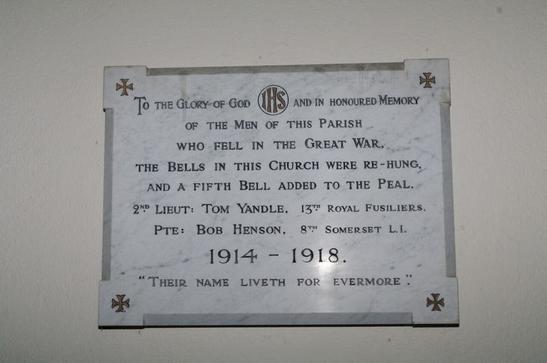 To the Glory of God IHS and in honoured Memory
of the Men of this Parish
who fell in the Great War,
the Bells in this Church were re-hung,
and a fifth Bell added to the Peal.
2nd Lieut: Tom Yandle, 13th Royal Fusiliers.
Pte: Bob Henson, 8th Somerset L.I.
1914 - 1918.
"Their name liveth for evermore".